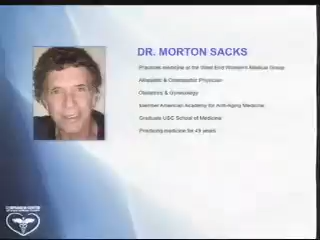 DR. MORTON SACKS
Practices medicine at the West End Women's Medical Group
Allopathic & Osteopathic Physician
Obstetrics & Gynecology
Member American Academy for Anti-Aging Medicine
Graduate USC School of Medicine
Practicing medicine for 45 years